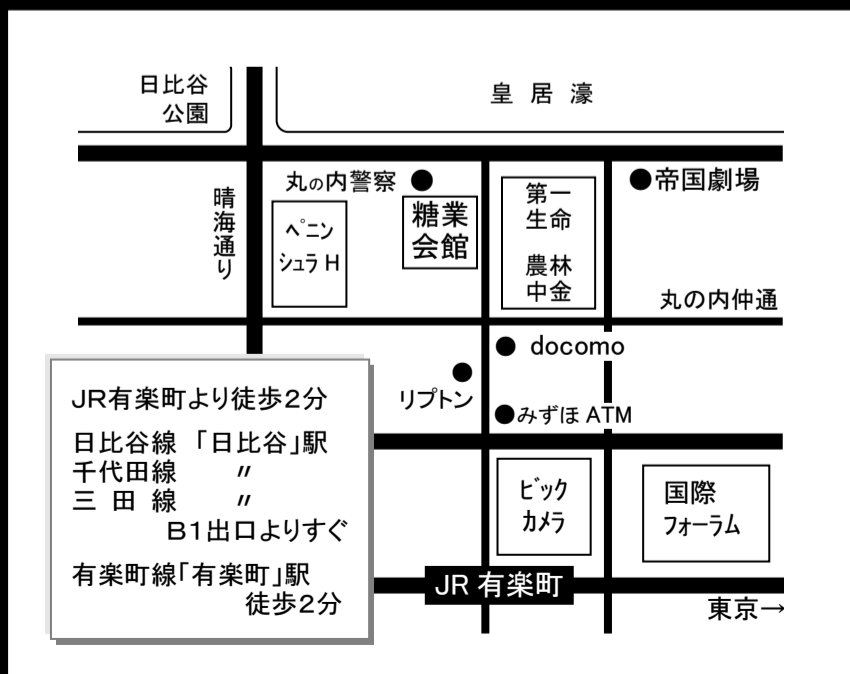 日比谷
公園
皇 居 濠
晴海通り
丸の内警察
ペニン
シュラ H
糖業
会館
第一
生命
農林
中金
帝国劇場
丸の内仲通
docomo
リプトン
みずほ ATM
JR有楽町より徒歩2分
日比谷線 「日比谷」駅
千代田線 〃
三 田 線 〃
B1出口よりすぐ
有楽町線「有楽町」駅
徒歩2分
ビック
カメラ
国際
フォーラム
JR 有楽町
東京→